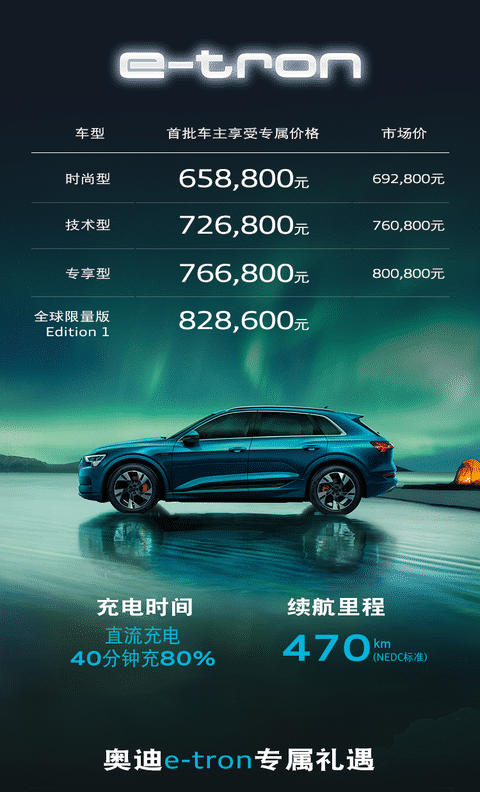 e-tron
车型 首批车主享受专属价格 市场价
时尚型 658,800元 692,800元
技术型 726,800元 760,800元
专享型 766,800元 800,800元
全球限量版
Edition 1 828,600元
充电时间 续航里程
直流充电
40分钟充80% 470 km
(NEDC标准)
奥迪e-tron专属礼遇